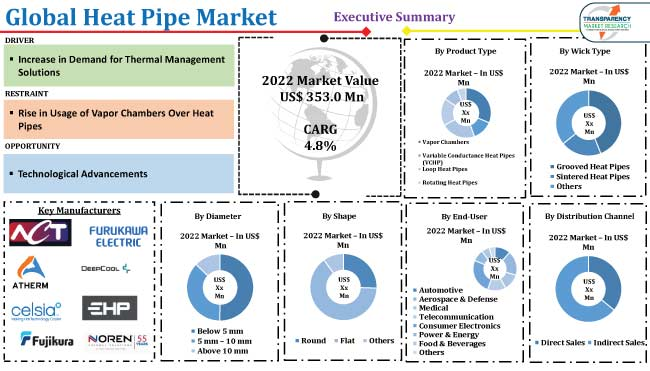 Global Heat Pipe Market
Executive Summary
TRANSPARENCY
MARKET RESEARCH
DRIVER
▪ Increase in Demand for Thermal Management
Solutions
RESTRAINT
▪ Rise in Usage of Vapor Chambers Over Heat
Pipes
OPPORTUNITY
▪ Technological Advancements
2022 Market Value
US$ 353.0 Mn
CARG
4.8%
By Product Type
2022 Market – In US$
Mn
US$
Xx
Mn
▪ Vapor Chambers
▪ Variable Conductance Heat Pipes
(VCHP)
▪ Loop Heat Pipes
▪ Rotating Heat Pipes
By Wick Type
2022 Market – In US$
Mn
US$
Xx
Mn
▪ Grooved Heat Pipes
▪ Sintered Heat Pipes
▪ Others
Key Manufacturers
ACT
FURUKAWA
ELECTRIC
ATHERM
DEEPCOOL
celsia
EHP
Fujikura
NOREN
55
YEARS
By Diameter
2022 Market – In US$
Mn
US$
Xx
Mn
▪ Below 5 mm
▪ 5 mm – 10 mm
▪ Above 10 mm
By Shape
2022 Market – In US$
Mn
US$
Xx
Mn
▪ Round ▪ Flat ▪ Others
By End-User
2022 Market – In US$
Mn
US$
Xx
Mn
▪ Automotive
▪ Aerospace & Defense
▪ Medical
▪ Telecommunication
▪ Consumer Electronics
▪ Power & Energy
▪ Food & Beverages
▪ Others
By Distribution Channel
2022 Market – In US$
Mn
US$
Xx
Mn
▪ Direct Sales ▪ Indirect Sales